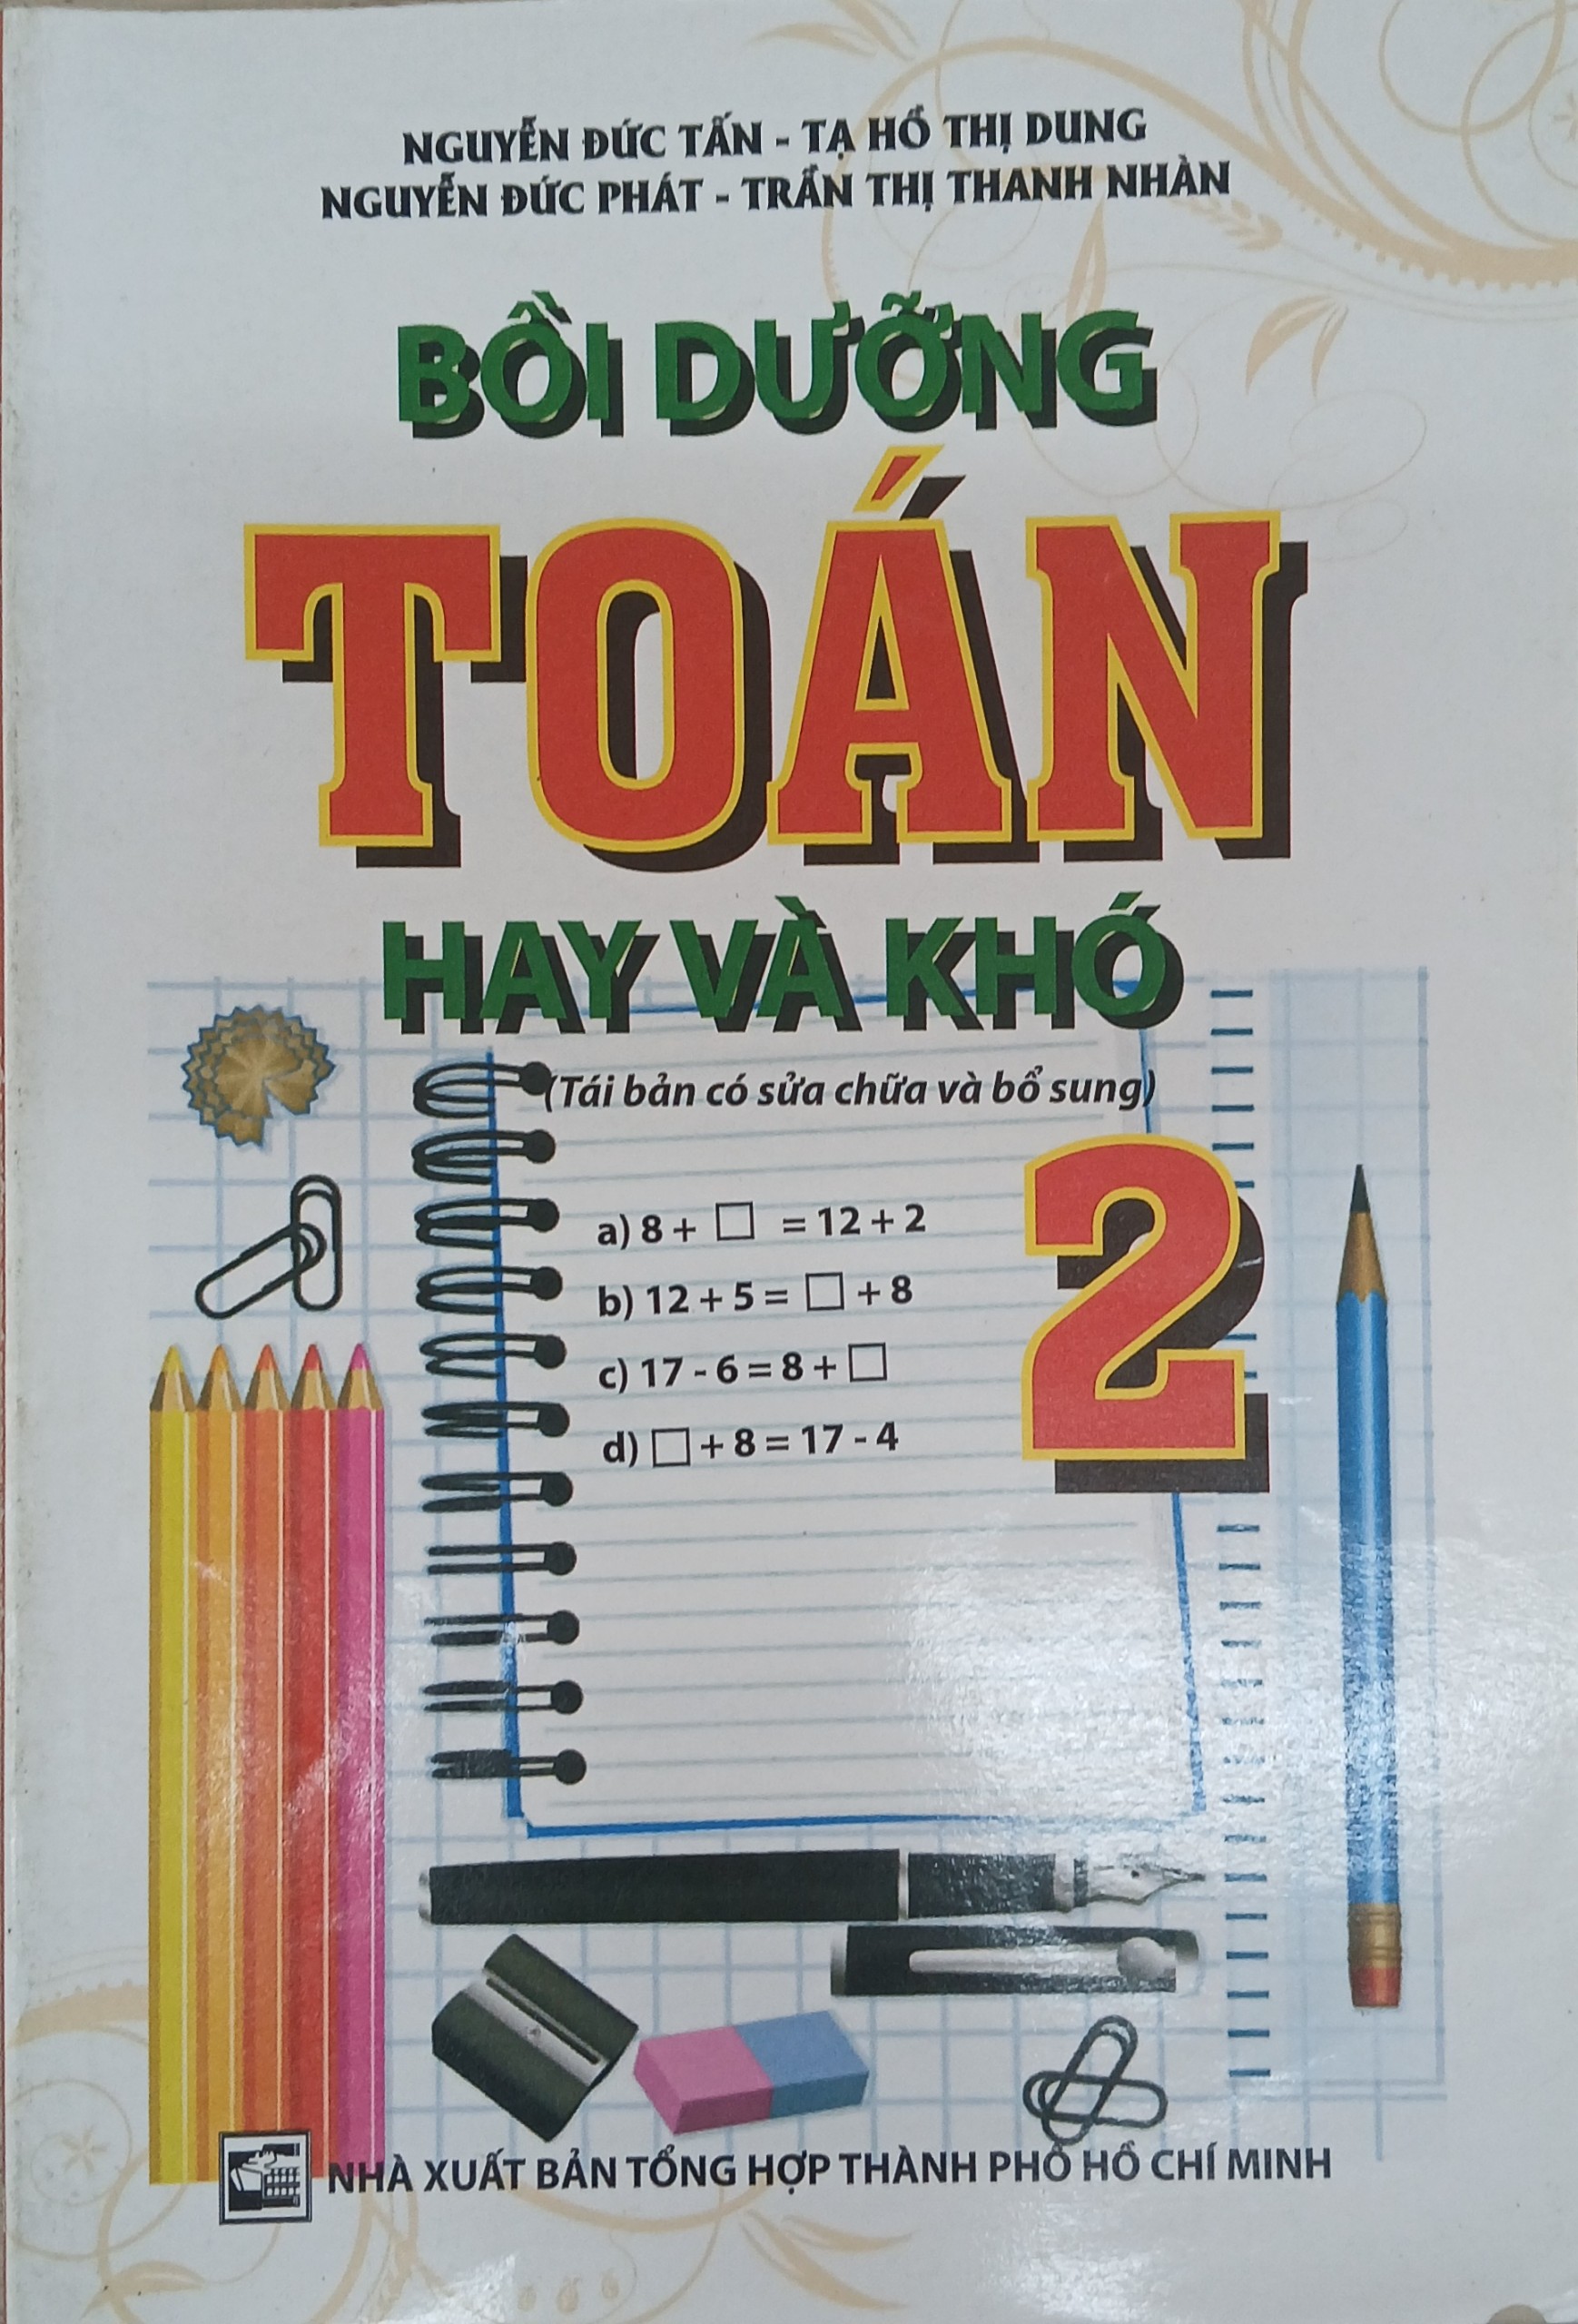 NGUYỄN ĐỨC TẤN - TẠ HỒ THỊ DUNG
NGUYỄN ĐỨC PHÁT - TRẦN THỊ THANH NHÀN
BỒI DƯỠNG
TOÁN
HAY VÀ KHÓ
(Tái bản có sửa chữa và bổ sung)
2
a) 8 + □ = 12 + 2
b) 12 + 5 = □ + 8
c) 17 - 6 = 8 + □
d) □ + 8 = 17 - 4
NHÀ XUẤT BẢN TỔNG HỢP THÀNH PHỐ HỒ CHÍ MINH